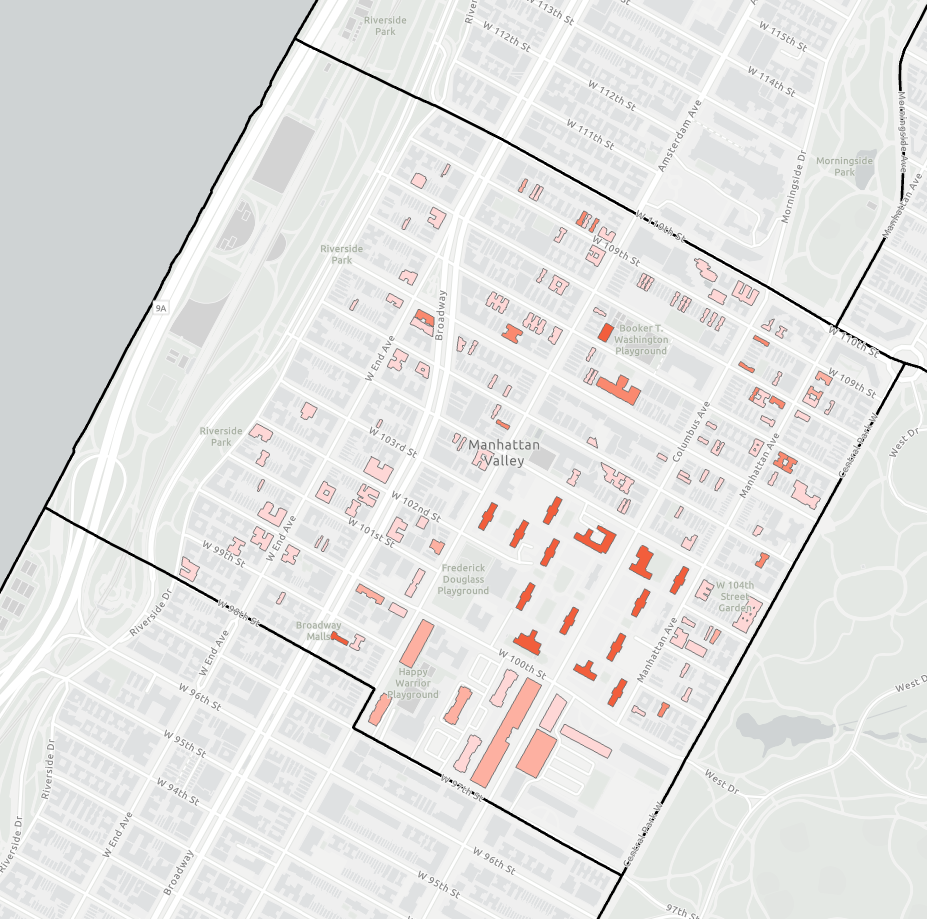 Riverside
Park
W 113th St
W 112th St
W 115th St
W 114th St
W 112th St
W 111th St
Amsterdam Ave
Morningside Dr
Morningside
Park
Morningside Ave
Manhattan Ave
W 110th St
W 109th St
Riverside
Park
9A
Broadway
W End Ave
Booker T.
Washington
Playground
W 110th St
W 109th St
Central Park W
West Dr
Columbus Ave
Manhattan Ave
Riverside
Park
W 103rd St
Manhattan
Valley
W 102nd St
W 101st St
W End Ave
W 99th St
Frederick
Douglass
Playground
W 104th
Street
Garden
Riverside Dr
W 98th St
Broadway
Malls
W End Ave
W 100th St
Manhattan Ave
Happy
Warrior
Playground
West Dr
W 96th St
W 95th St
W 94th St
Riverside Dr
Riverside Dr
W End Ave
Broadway
W 97th St
West Dr
Central Park W
W 96th St
W 95th St
97th St